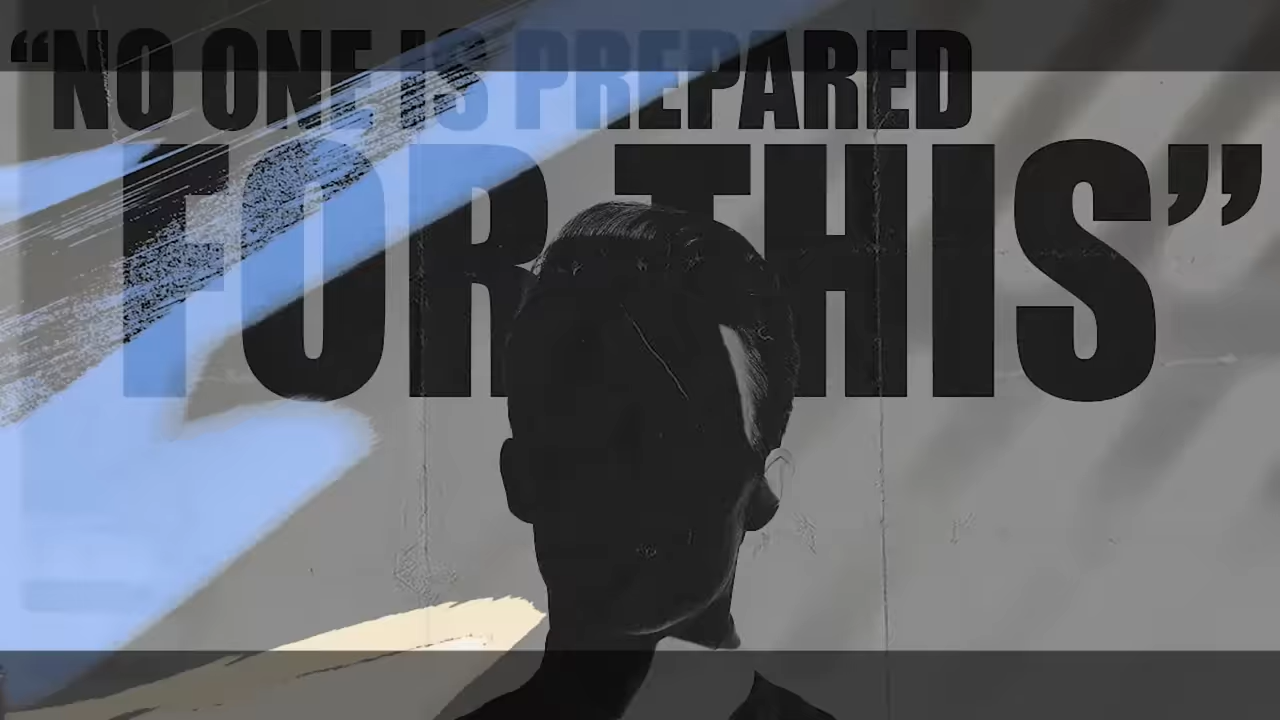 “NO ONE IS PREPARED
FOR THIS”